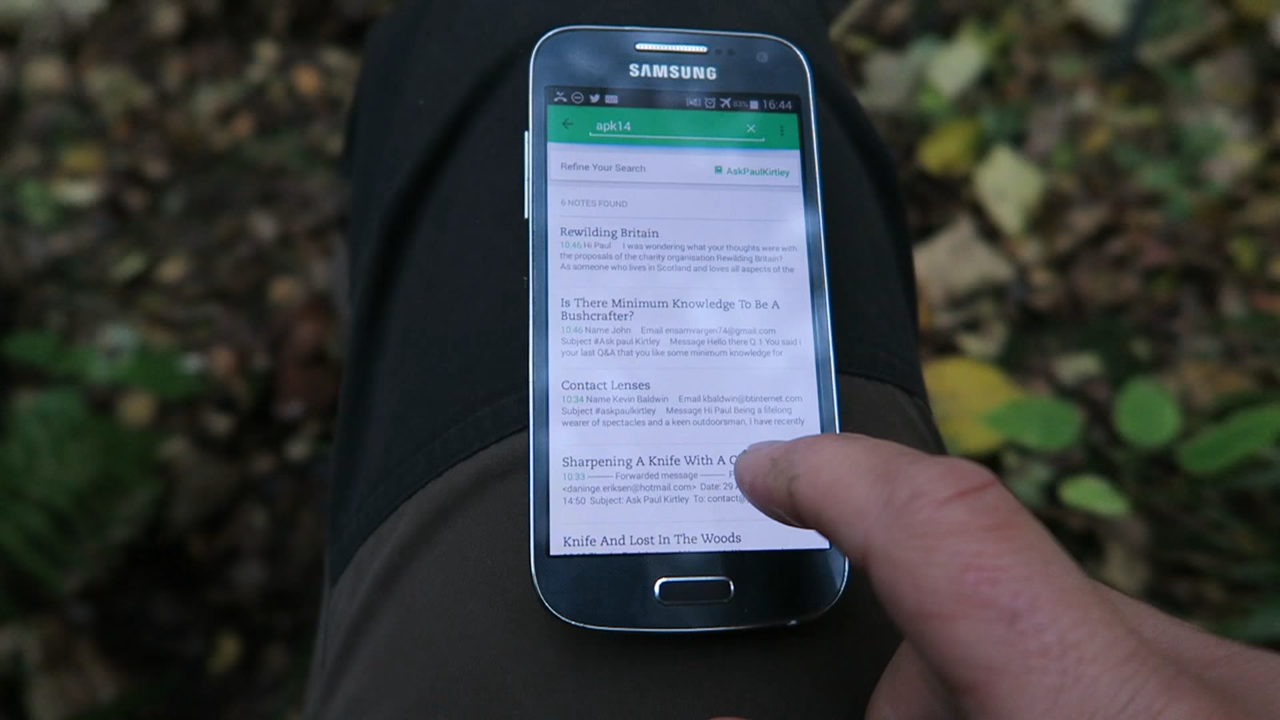 SAMSUNG
83% 16:44
apk14
Refine Your Search AskPaulKirtley
6 NOTES FOUND
Rewilding Britain
10:46 Hi Paul I was wondering what your thoughts were with
the proposals of the charity organisation Rewilding Britain?
As someone who lives in Scotland and loves all aspects of the
Is There Minimum Knowledge To Be A
Bushcrafter?
10:46 Name John Email ensamvargen74@gmail.com
Subject #Ask paul Kirtley Message Hello there Q.1 You said i
your last Q&A that you like some minimum knowledge for
Contact Lenses
10:34 Name Kevin Baldwin Email kbaldwin@btinternet.com
Subject #askpaulkirtley Message Hi Paul Being a lifelong
wearer of spectacles and a keen outdoorsman, I have recently
Sharpening A Knife With A
10:33 ——— Forwarded message ———
<daninge.eriksen@hotmail.com> Date: 29
14:50 Subject: Ask Paul Kirtley To: contact@
Knife And Lost In The Woods